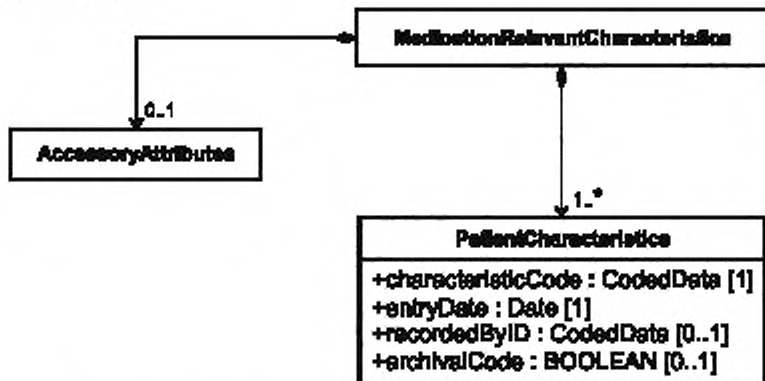 MedicationRelevantCharacteristics
0..1
AccessoryAttributes
1..*
PatientCharacteristics
+characteristicCode : CodedData [1]
+entryDate : Date [1]
+recordedByID : CodedData [0..1]
+archivalCode : BOOLEAN [0..1]